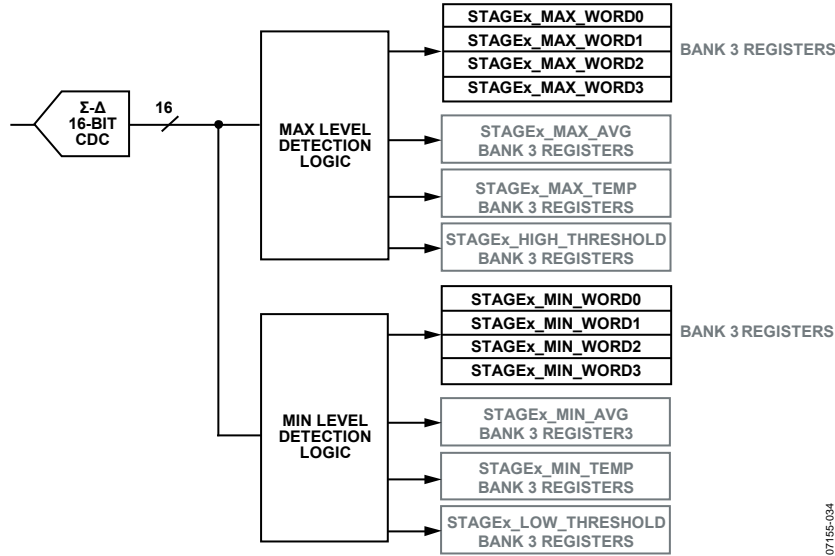 Σ-Δ
16-BIT
CDC
16
MAX LEVEL
DETECTION
LOGIC
STAGEx_MAX_WORD0
STAGEx_MAX_WORD1
STAGEx_MAX_WORD2
STAGEx_MAX_WORD3
BANK 3 REGISTERS
STAGEx_MAX_AVG
BANK 3 REGISTERS
STAGEx_MAX_TEMP
BANK 3 REGISTERS
STAGEx_HIGH_THRESHOLD
BANK 3 REGISTERS
MIN LEVEL
DETECTION
LOGIC
STAGEx_MIN_WORD0
STAGEx_MIN_WORD1
STAGEx_MIN_WORD2
STAGEx_MIN_WORD3
BANK 3 REGISTERS
STAGEx_MIN_AVG
BANK 3 REGISTER3
STAGEx_MIN_TEMP
BANK 3 REGISTERS
STAGEx_LOW_THRESHOLD
BANK 3 REGISTERS
07155-034